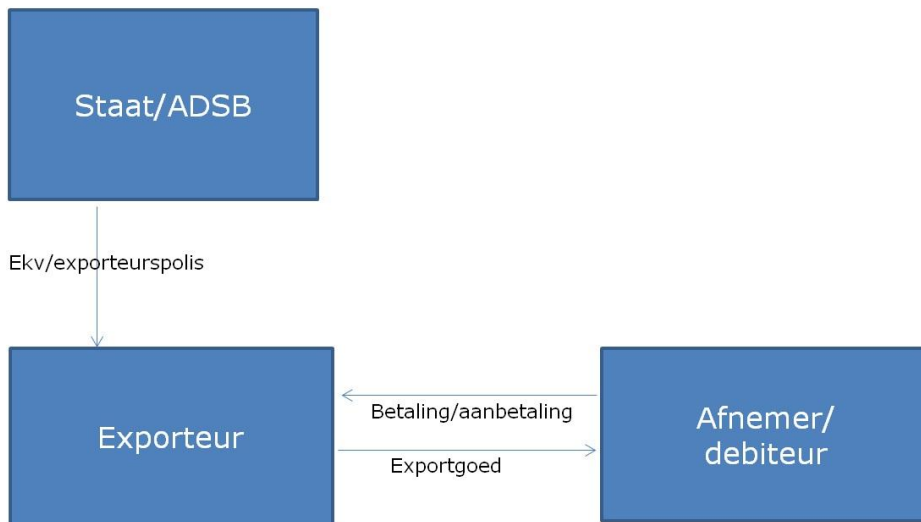 Staat/ADSB
Ekv/exporteurspolis
Betaling/aanbetaling
Exporteur
Exportgoed
Afnemer/
debiteur